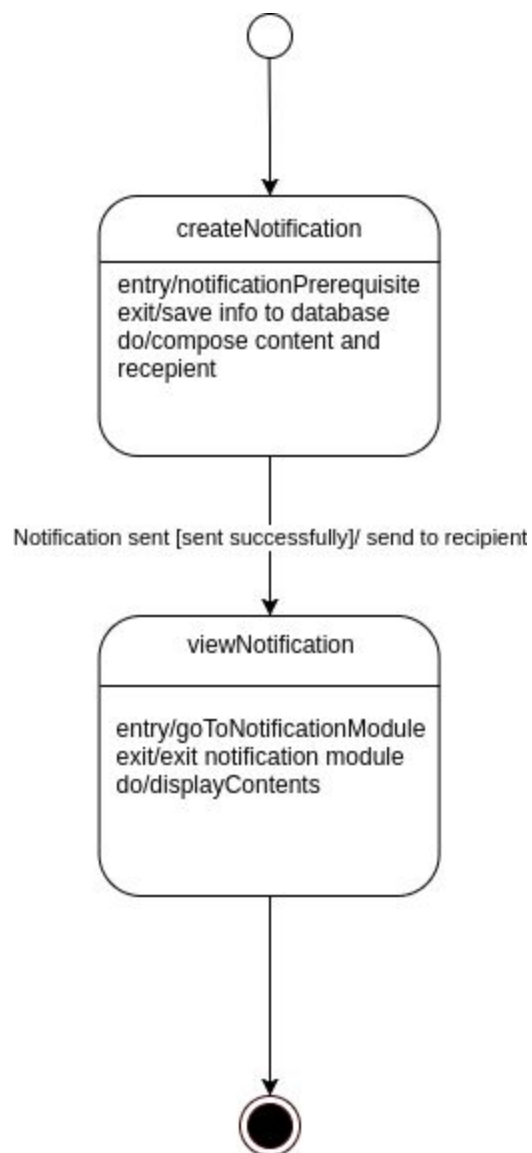 createNotification
entry/notificationPrerequisite
exit/save info to database
do/compose content and
recepient
Notification sent [sent successfully]/ send to recipient
viewNotification
entry/goToNotificationModule
exit/exit notification module
do/displayContents